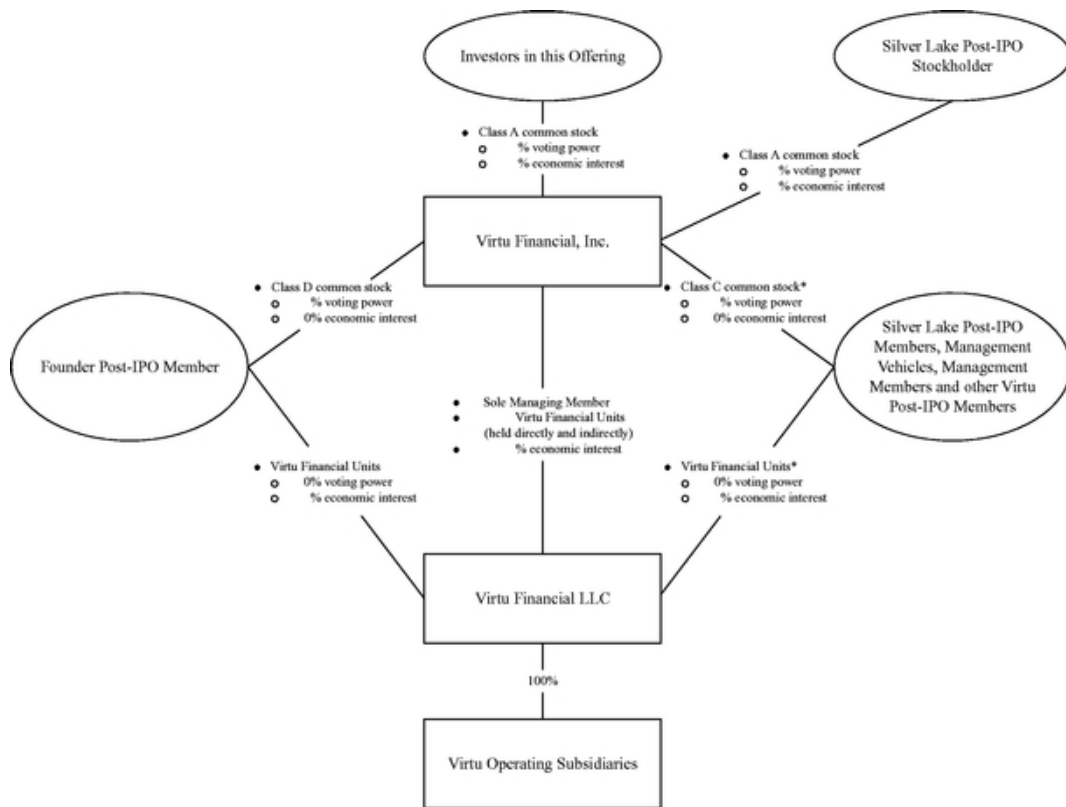 Investors in this Offering
Silver Lake Post-IPO
Stockholder
• Class A common stock
o % voting power
o % economic interest
• Class A common stock
o % voting power
o % economic interest
Virtu Financial, Inc.
• Class D common stock
o % voting power
o 0% economic interest
• Class C common stock*
o % voting power
o 0% economic interest
Founder Post-IPO Member
• Sole Managing Member
• Virtu Financial Units
(held directly and indirectly)
• % economic interest
Silver Lake Post-IPO
Members, Management
Vehicles, Management
Members and other Virtu
Post-IPO Members
• Virtu Financial Units
o 0% voting power
o % economic interest
• Virtu Financial Units*
o 0% voting power
o % economic interest
Virtu Financial LLC
100%
Virtu Operating Subsidiaries